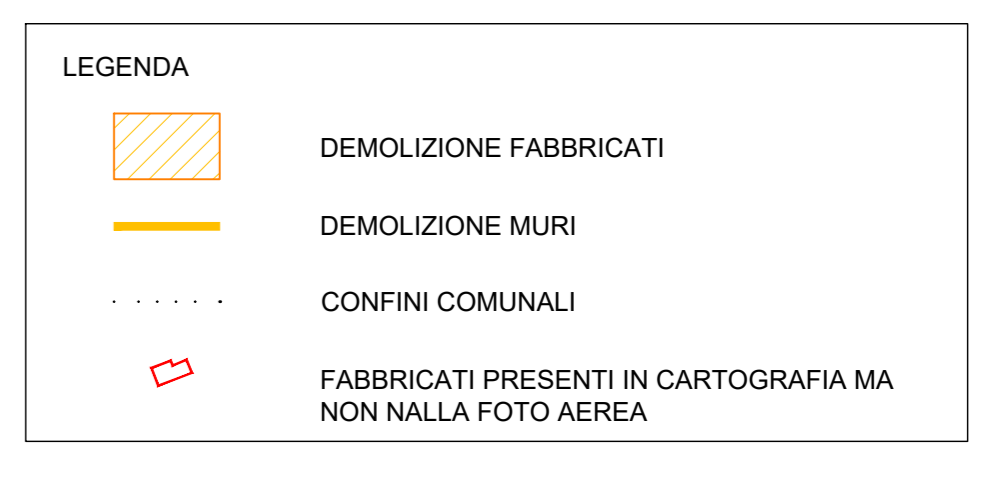 LEGENDA
DEMOLIZIONE FABBRICATI
DEMOLIZIONE MURI
CONFINI COMUNALI
FABBRICATI PRESENTI IN CARTOGRAFIA MA
NON NALLA FOTO AEREA